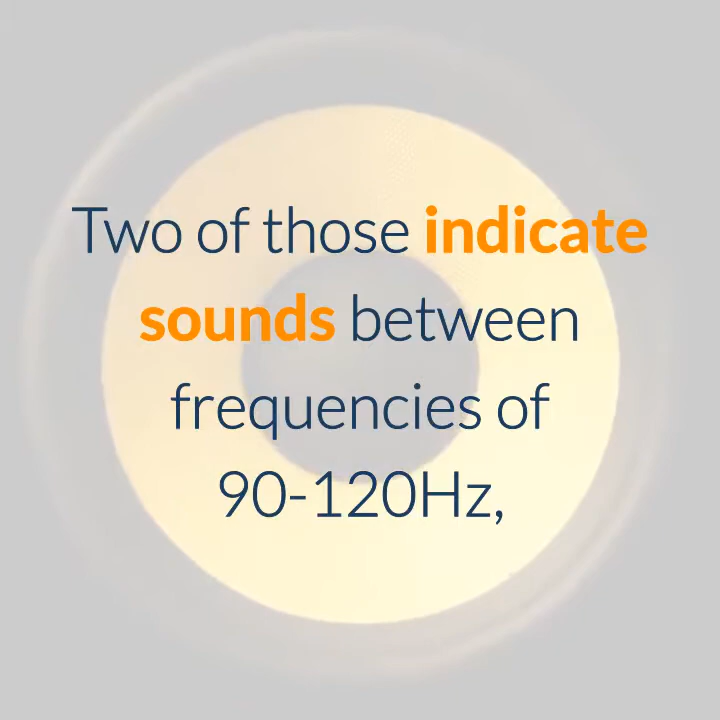 Two of those indicate
sounds between
frequencies of
90-120Hz,